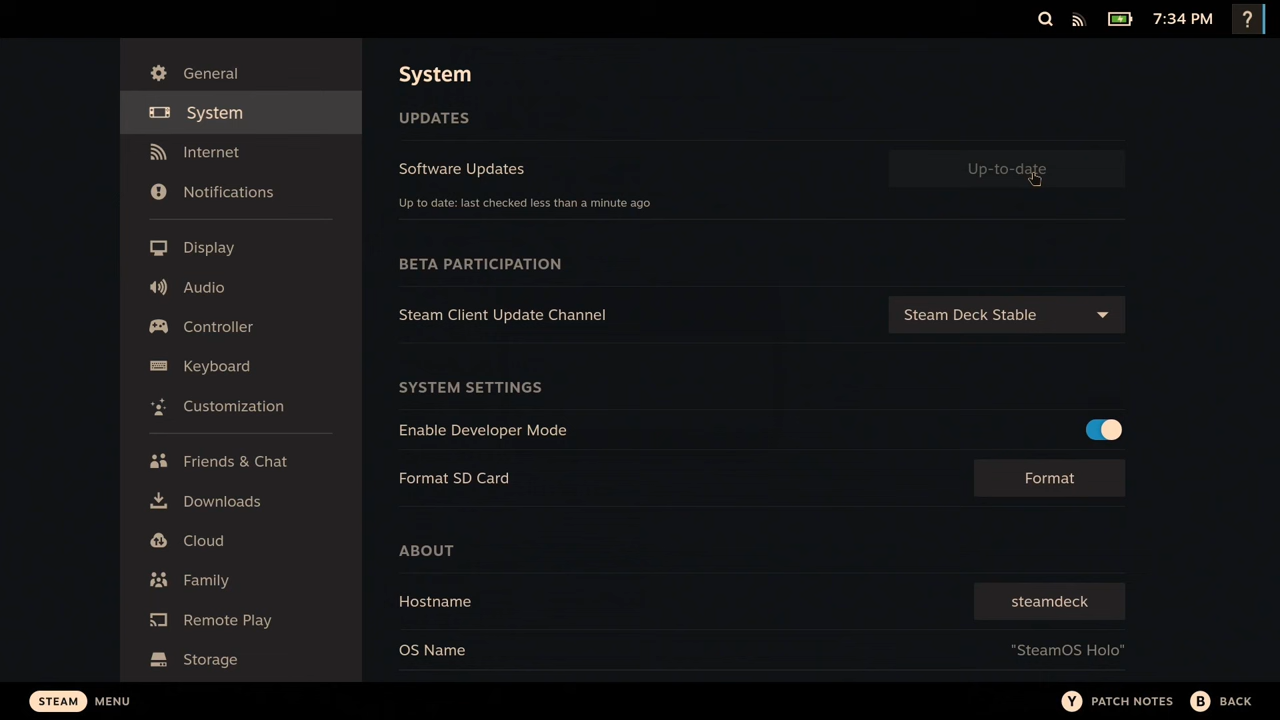 7:34 PM
?
General
System
Internet
Notifications
Display
Audio
Controller
Keyboard
Customization
Friends & Chat
Downloads
Cloud
Family
Remote Play
Storage
System
UPDATES
Software Updates
Up-to-date
Up to date: last checked less than a minute ago
BETA PARTICIPATION
Steam Client Update Channel
Steam Deck Stable
SYSTEM SETTINGS
Enable Developer Mode
Format SD Card
Format
ABOUT
Hostname
steamdeck
OS Name
"SteamOS Holo"
STEAM MENU
Y PATCH NOTES B BACK